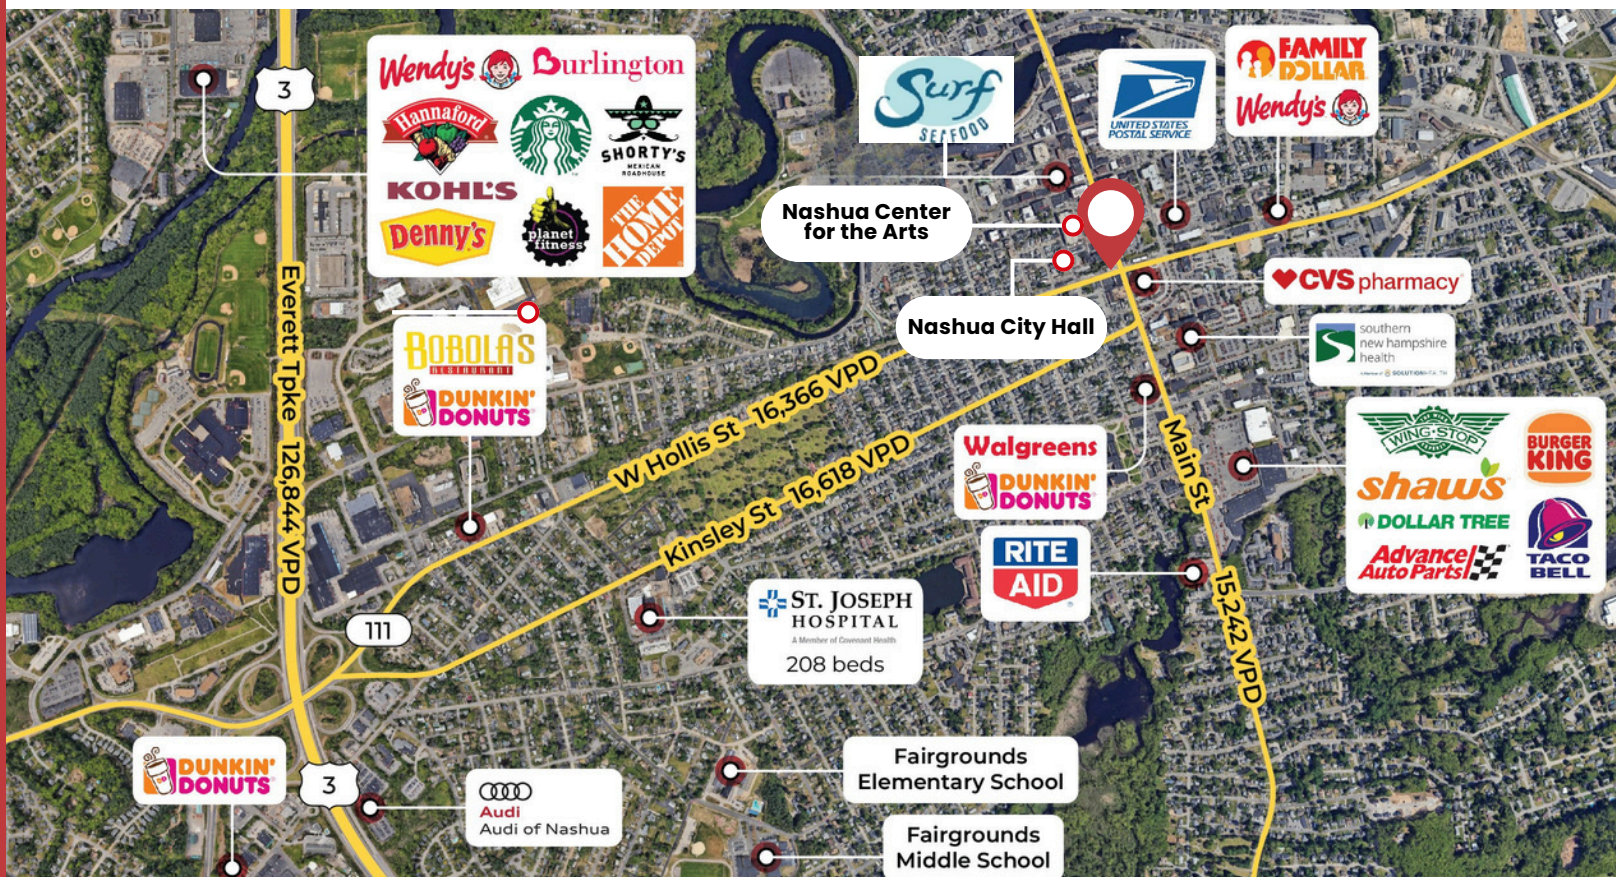 3
Wendy's
Burlington
Hannaford
SHORTY'S
MEXICAN
ROADHOUSE
KOHL'S
Denny's
planet
fitness
THE
HOME
DEPOT
Surf
SEAFOOD
UNITED STATES
POSTAL SERVICE
FAMILY
DOLLAR
Wendy's
Nashua Center
for the Arts
Nashua City Hall
CVS pharmacy
southern
new hampshire
health
SOLUTIONHEALTH
BOBOLA'S
RESTAURANT
DUNKIN'
DONUTS
DD
Everett Tpke 126,844 VPD
W Hollis St - 16,366 VPD
Kinsley St - 16,618 VPD
Main St
15,242 VPD
Walgreens
DUNKIN'
DONUTS
DD
RITE
AID
WING·STOP
BURGER
KING
shaw's
DOLLAR TREE
Advance
Auto Parts
TACO
BELL
111
ST. JOSEPH
HOSPITAL
A Member of Covenant Health
208 beds
DUNKIN'
DONUTS
DD
3
Audi
Audi of Nashua
Fairgrounds
Elementary School
Fairgrounds
Middle School